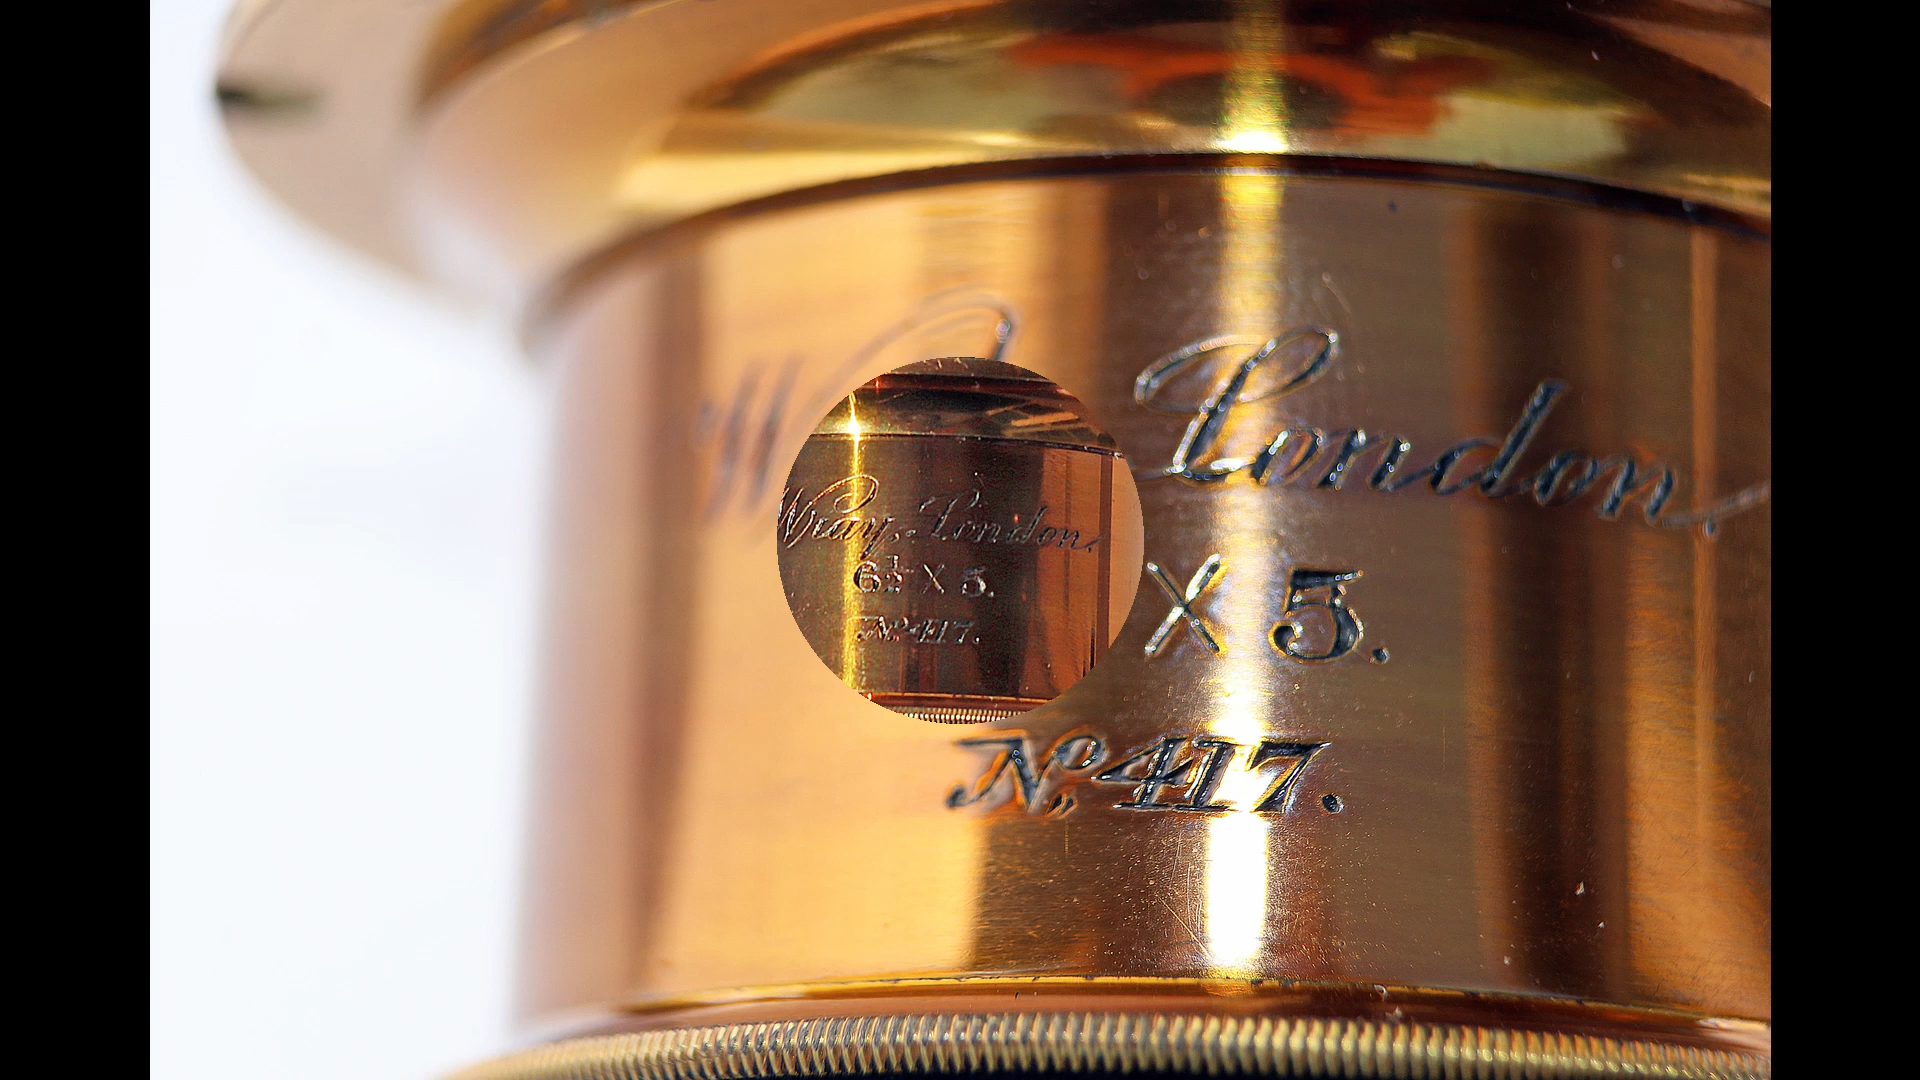 W London.
X 5.
No. 417.
Wray, London.
6½ X 5.
No. 417.